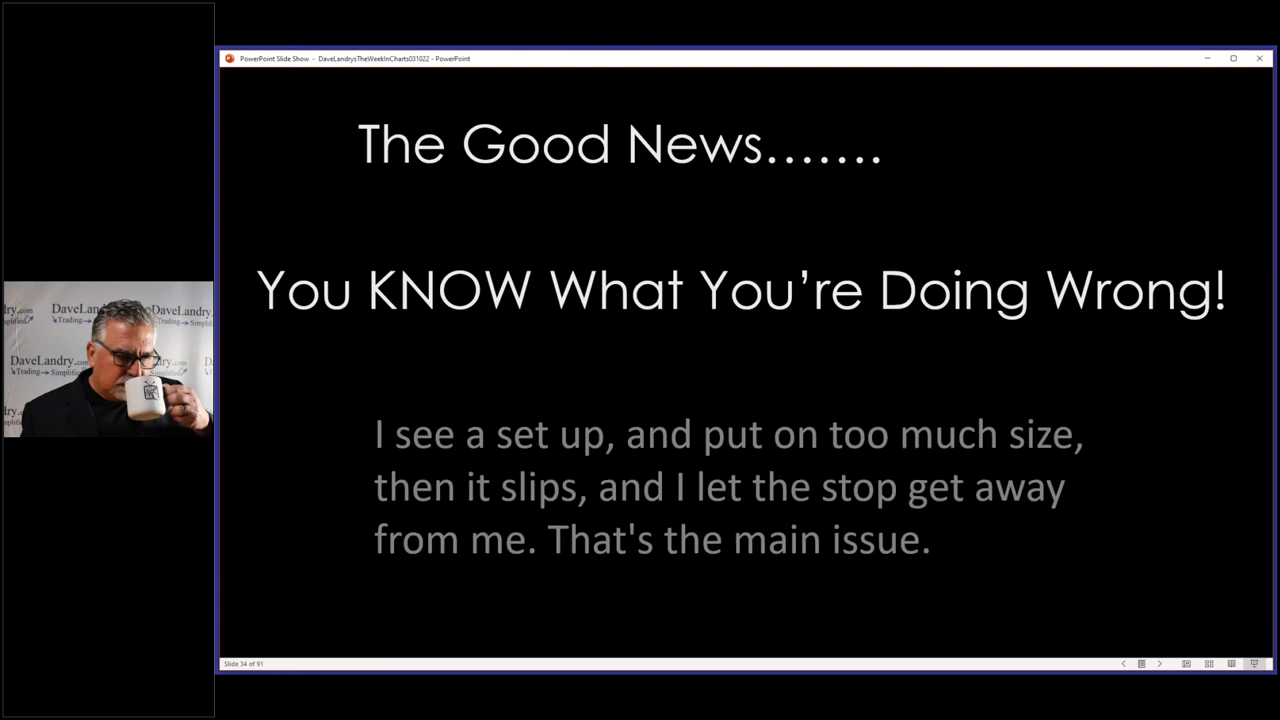 PowerPoint Slide Show - DaveLandrysTheWeekInCharts031022 - PowerPoint
The Good News.......
You KNOW What You're Doing Wrong!
I see a set up, and put on too much size,
then it slips, and I let the stop get away
from me. That's the main issue.
Slide 34 of 91
DaveLandry.com
Trading Simplified